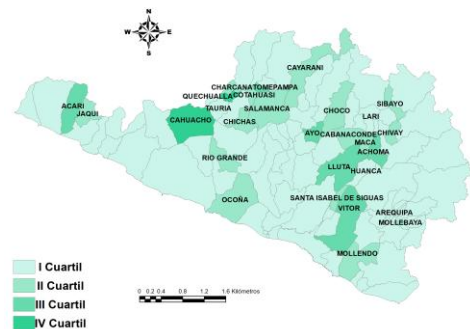 N
W E
S
CAYARANI
CHARCANATOMEPAMPA
QUECHUALLA COTAHUASI
SIBAYO
ACARI
TAURIA SALAMANCA
CHOCO
JAQUI
LARI
CAHUACHO CHICHAS
AYO CABANACONDE CHIVAY
MACA
ACHOMA
RIO GRANDE
LLUTA HUANCA
OCOÑA
SANTA ISABEL DE SIGUAS
VITOR
AREQUIPA
MOLLEBAYA
MOLLENDO
I Cuartil
II Cuartil
III Cuartil
IV Cuartil
0 0.2 0.4 0.8 1.2 1.6 Kilómetros